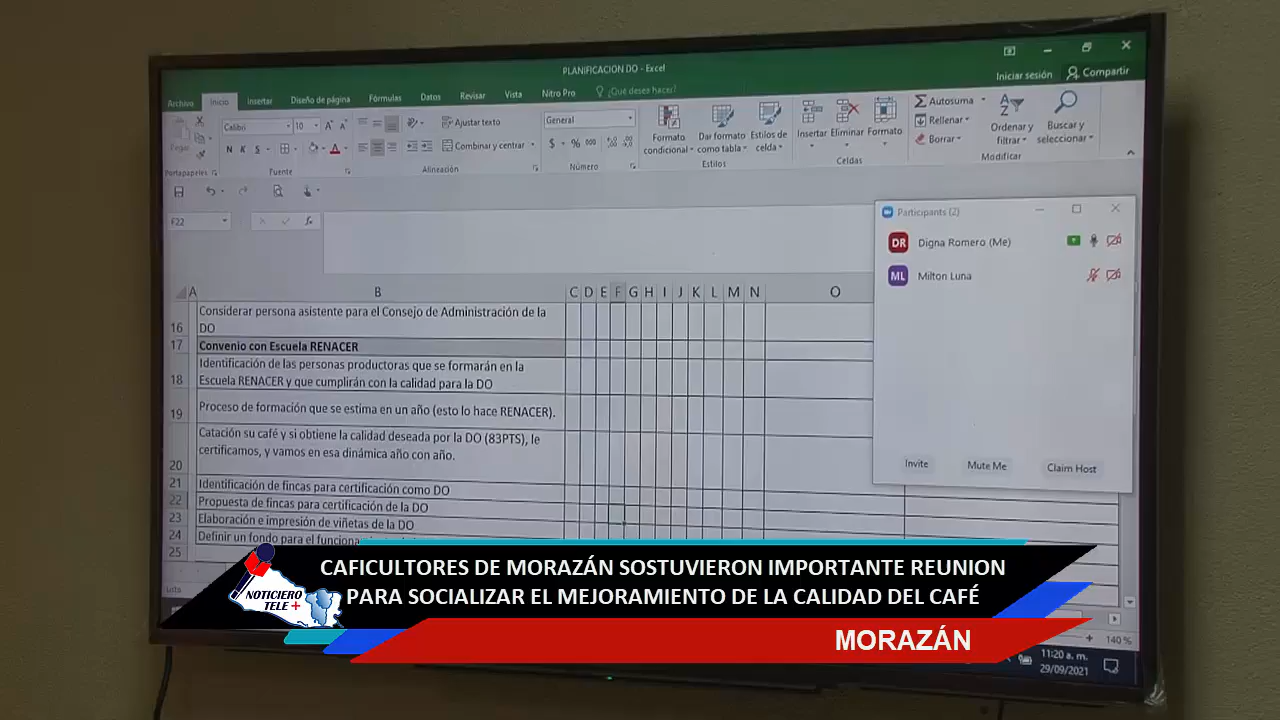 PLANIFICACION DO - Excel
Iniciar sesión Compartir
Archivo Inicio Insertar Diseño de página Fórmulas Datos Revisar Vista Nitro Pro ¿Qué desea hacer?
Calibri 10 Ajustar texto General
Pegar N K S Combinar y centrar $ % 000
Formato condicional Dar formato como tabla Estilos de celda
Insertar Eliminar Formato
Autosuma
Rellenar
Borrar
Ordenar y filtrar Buscar y seleccionar
Portapapeles Fuente Alineación Número Estilos Celdas Modificar
F22 fx
A B C D E F G H I J K L M N O
16 Considerar persona asistente para el Consejo de Administración de la
DO
17 Convenio con Escuela RENACER
18 Identificación de las personas productoras que se formarán en la
Escuela RENACER y que cumplirán con la calidad para la DO
19 Proceso de formación que se estima en un año (esto lo hace RENACER).
20 Catación su café y si obtiene la calidad deseada por la DO (83PTS), le
certificamos, y vamos en esa dinámica año con año.
21 Identificación de fincas para certificación como DO
22 Propuesta de fincas para certificación de la DO
23 Elaboración e impresión de viñetas de la DO
24 Definir un fondo para el
25
Participants (2)
DR Digna Romero (Me)
ML Milton Luna
Invite Mute Me Claim Host
140 %
11:20 a. m.
29/09/2021
NOTICIERO
TELE +
CAFICULTORES DE MORAZÁN SOSTUVIERON IMPORTANTE REUNION
PARA SOCIALIZAR EL MEJORAMIENTO DE LA CALIDAD DEL CAFÉ
MORAZÁN